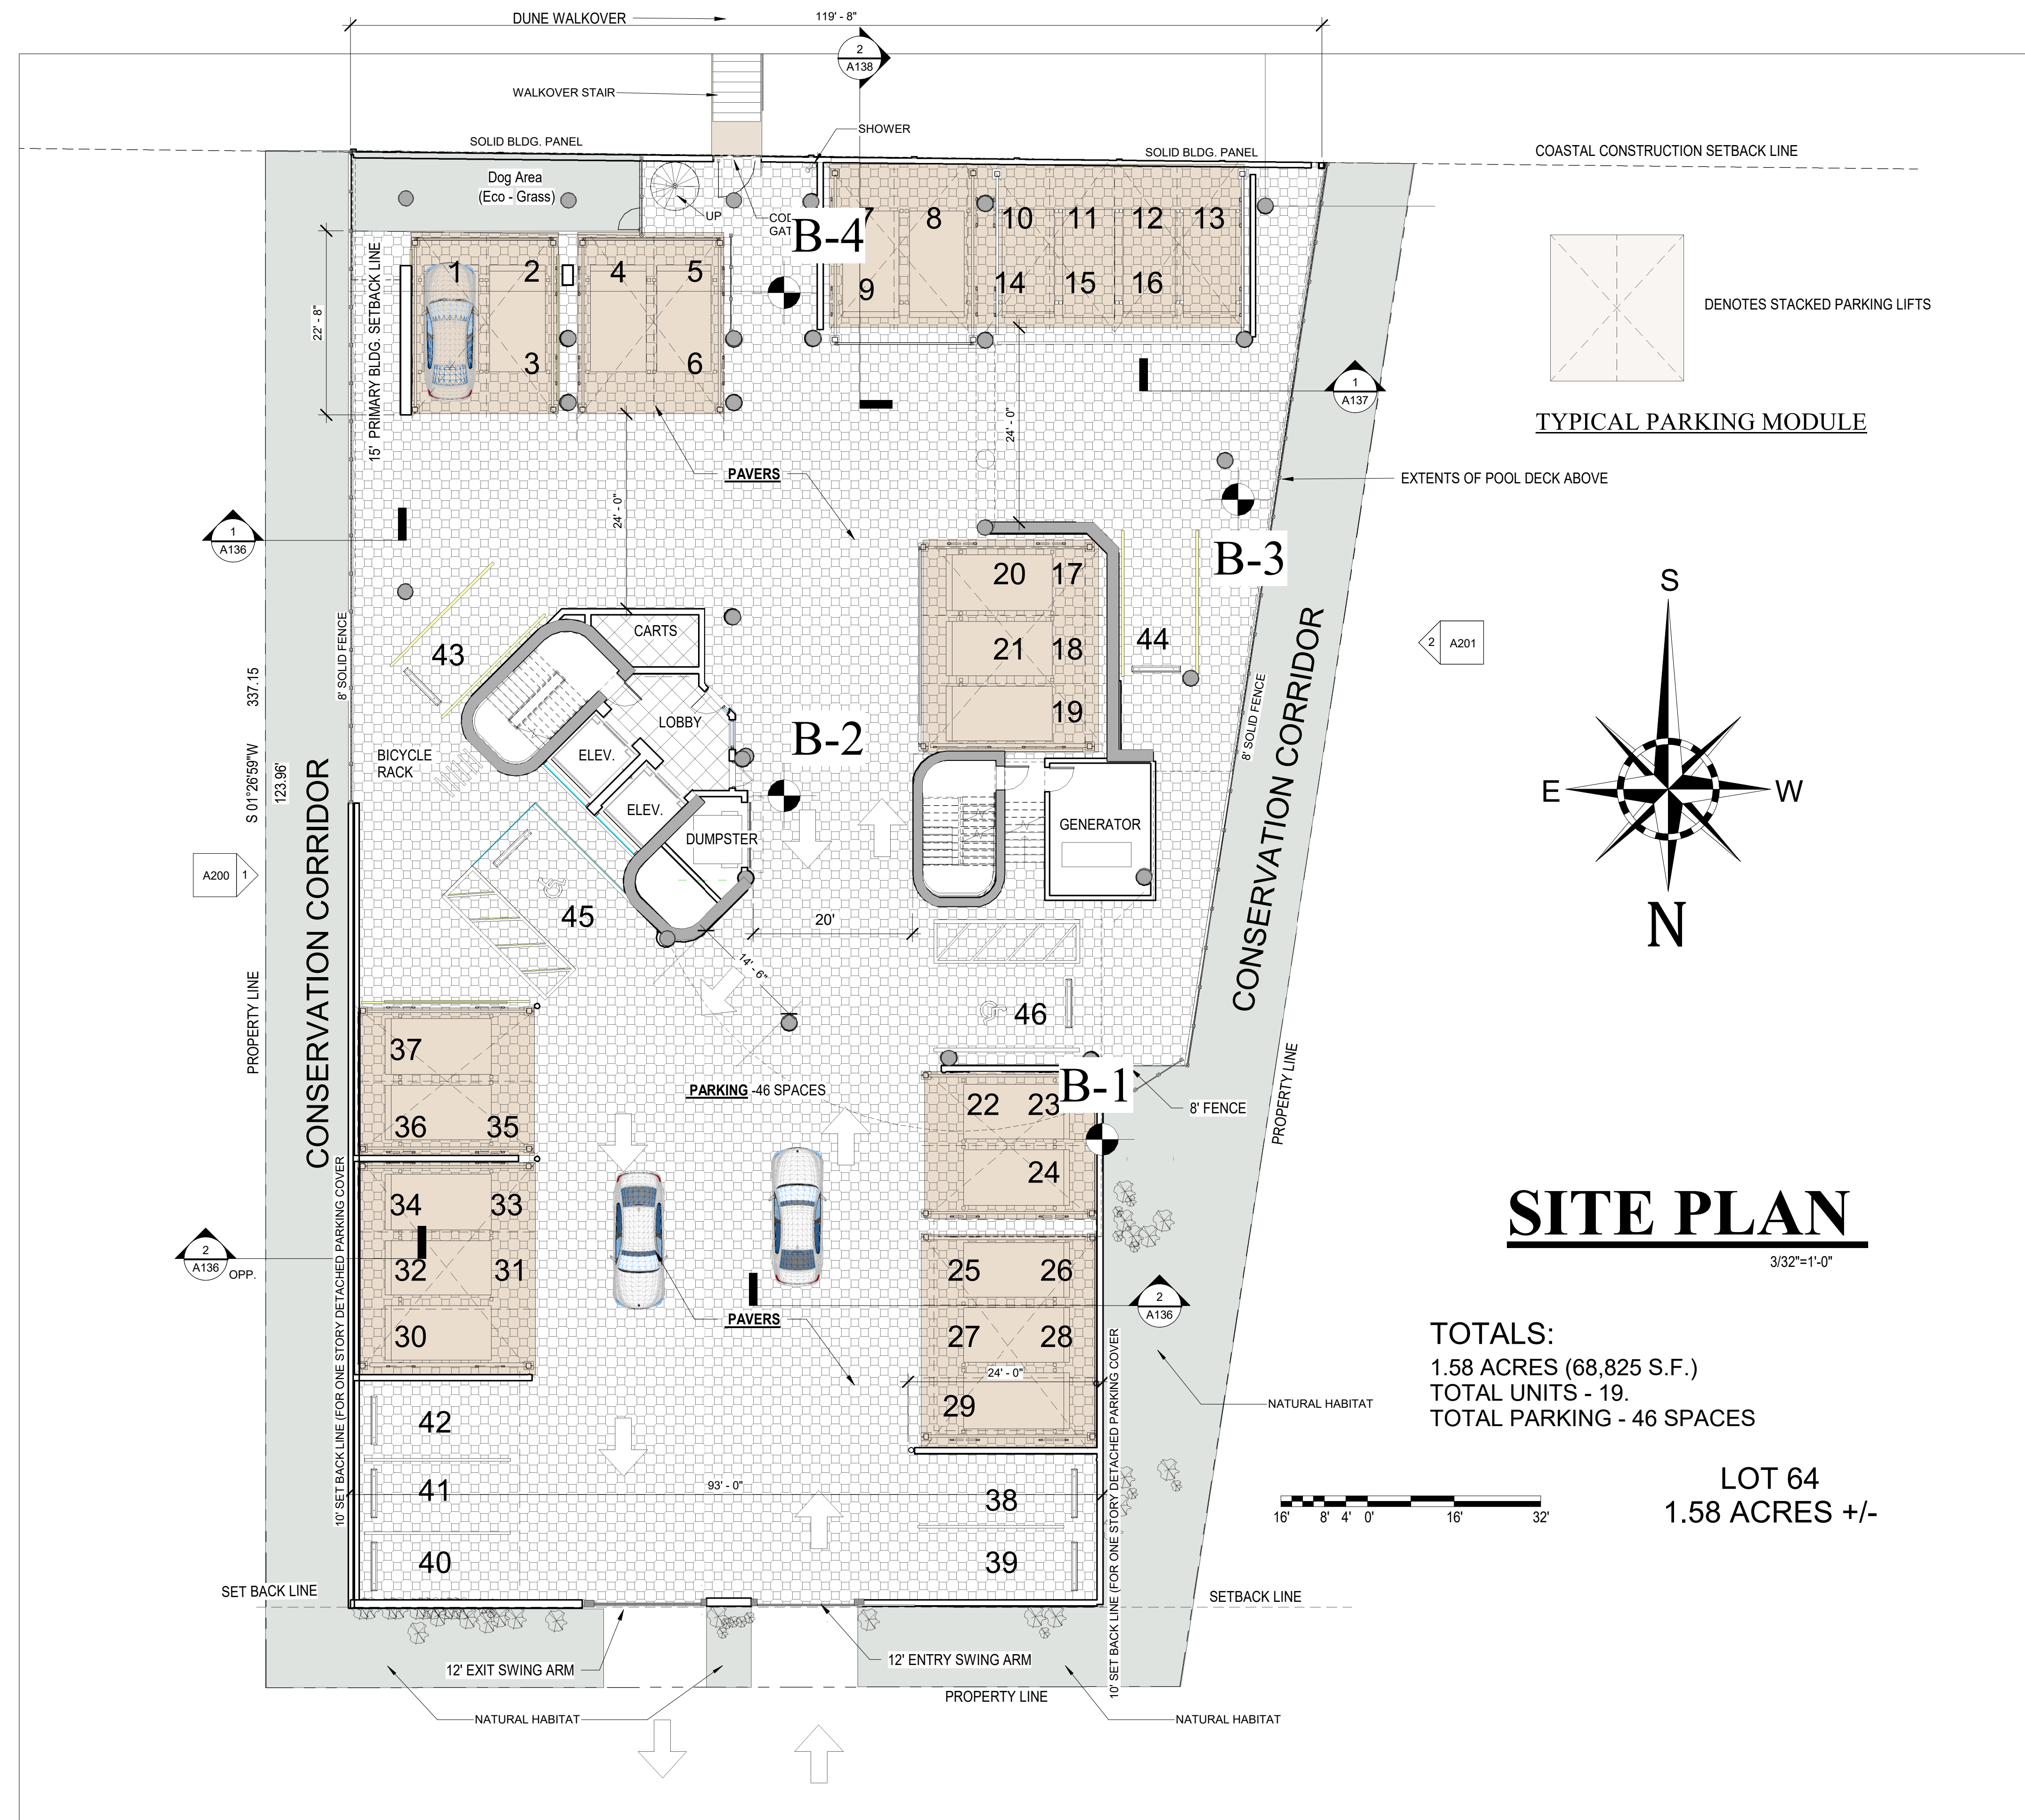 DUNE WALKOVER
119' - 8"
2
A138
WALKOVER STAIR
SHOWER
SOLID BLDG. PANEL
SOLID BLDG. PANEL
COASTAL CONSTRUCTION SETBACK LINE
Dog Area
(Eco - Grass)
UP
B-4
7
8
10
11
12
13
9
14
15
16
1
2
4
5
3
6
22' - 8"
15' PRIMARY BLDG. SETBACK LINE
DENOTES STACKED PARKING LIFTS
TYPICAL PARKING MODULE
1
A137
24' - 0"
24' - 0"
PAVERS
EXTENTS OF POOL DECK ABOVE
1
A136
B-3
20
17
21
18
19
44
43
CARTS
LOBBY
ELEV.
ELEV.
DUMPSTER
B-2
BICYCLE
RACK
8' SOLID FENCE
8' SOLID FENCE
S 01°26'59"W
337.15
123.96'
CONSERVATION CORRIDOR
CONSERVATION CORRIDOR
2
A201
S
E
W
N
GENERATOR
A200
1
45
20'
14' - 6"
46
PROPERTY LINE
PROPERTY LINE
37
36
35
PARKING -46 SPACES
B-1
22
23
24
8' FENCE
34
33
32
31
30
2
A136
OPP.
25
26
27
28
29
24' - 0"
PAVERS
2
A136
NATURAL HABITAT
SITE PLAN
3/32"=1'-0"
TOTALS:
1.58 ACRES (68,825 S.F.)
TOTAL UNITS - 19.
TOTAL PARKING - 46 SPACES
LOT 64
1.58 ACRES +/-
16'
8'
4'
0'
16'
32'
42
41
40
93' - 0"
38
39
10' SET BACK LINE (FOR ONE STORY DETACHED PARKING COVER
10' SET BACK LINE (FOR ONE STORY DETACHED PARKING COVER
SET BACK LINE
SETBACK LINE
12' EXIT SWING ARM
12' ENTRY SWING ARM
PROPERTY LINE
NATURAL HABITAT
NATURAL HABITAT